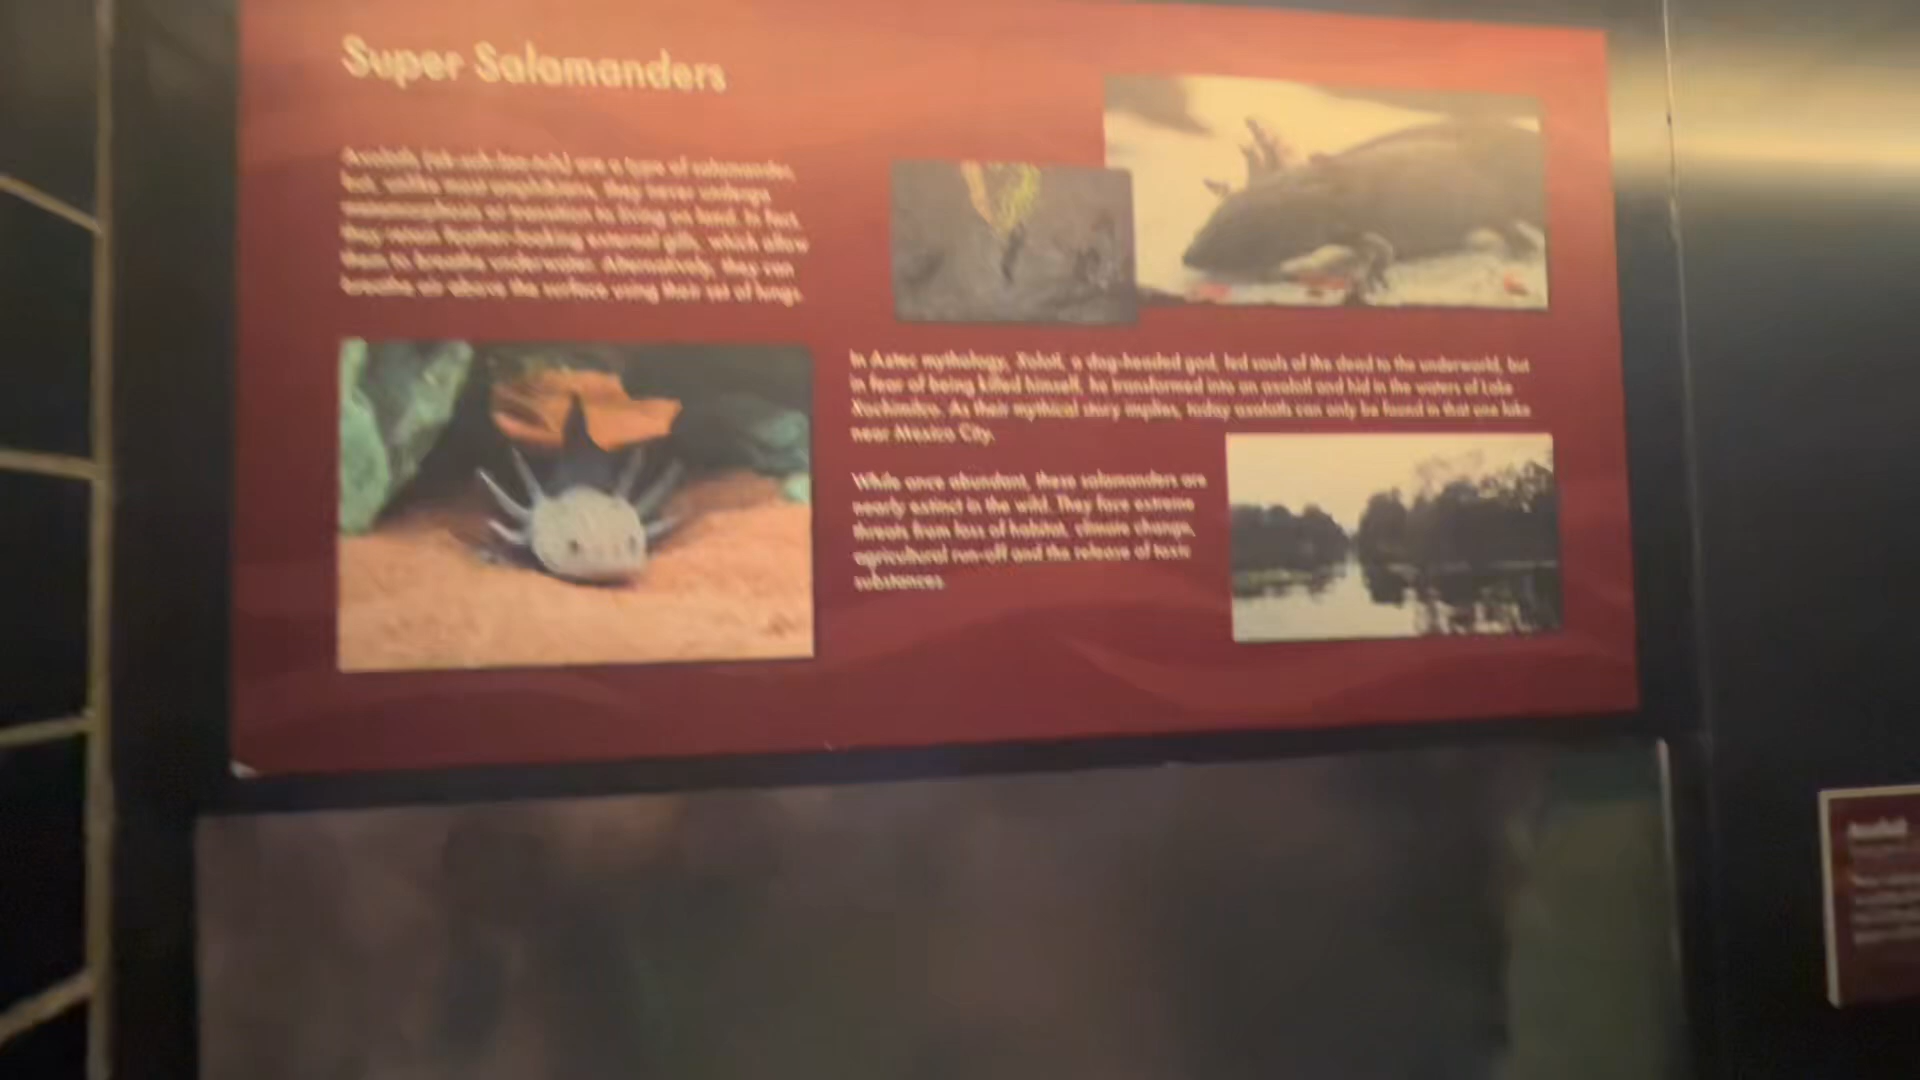 Super Salamanders
Axolotls (ah-suh-laa-tuhl) are a type of salamander,
but, unlike most amphibians, they never undergo
metamorphosis or transition to living on land. In fact,
they retain feather-looking external gills, which allow
them to breathe underwater. Alternatively, they can
breathe air above the surface using their set of lungs.
In Aztec mythology, Xolotl, a dog-headed god, led souls of the dead to the underworld, but
in fear of being killed himself, he transformed into an axolotl and hid in the waters of Lake
Xochimilco. As their mythical story implies, today axolotls can only be found in that one lake
near Mexico City.
While once abundant, these salamanders are
nearly extinct in the wild. They face extreme
threats from loss of habitat, climate change,
agricultural run-off and the release of toxic
substances.
Axolotl